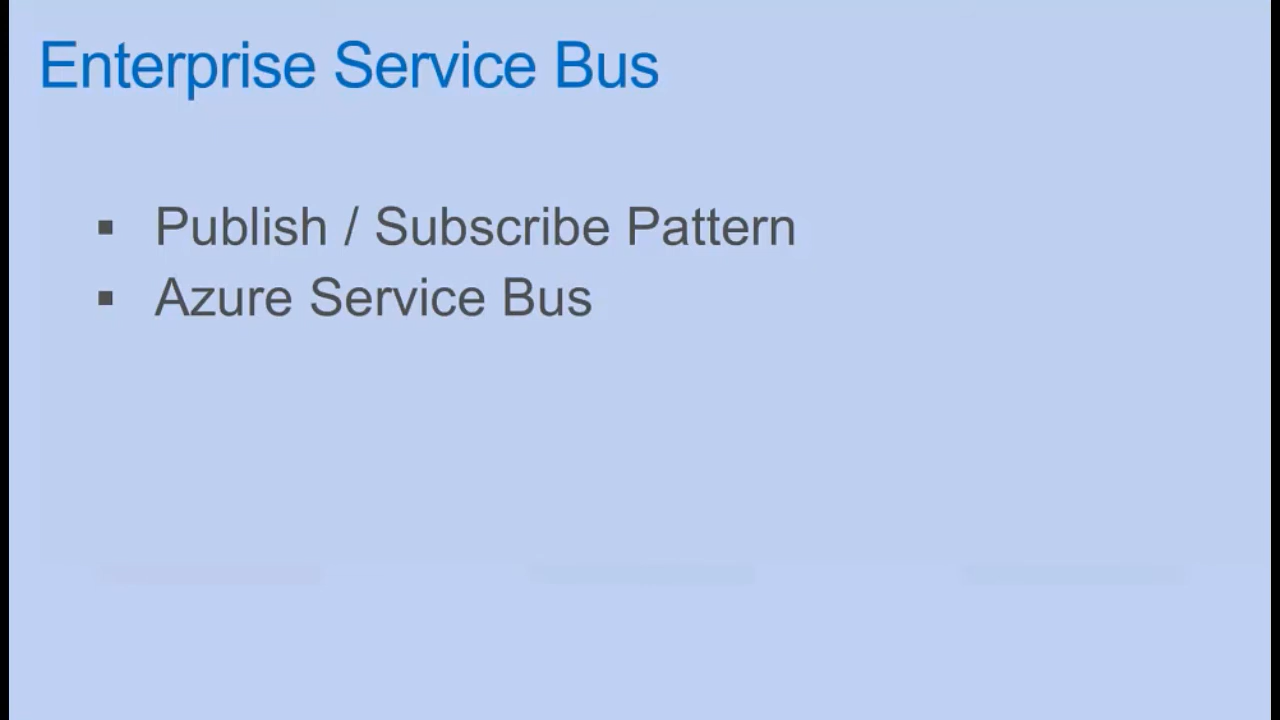 Enterprise Service Bus
▪ Publish / Subscribe Pattern
▪ Azure Service Bus